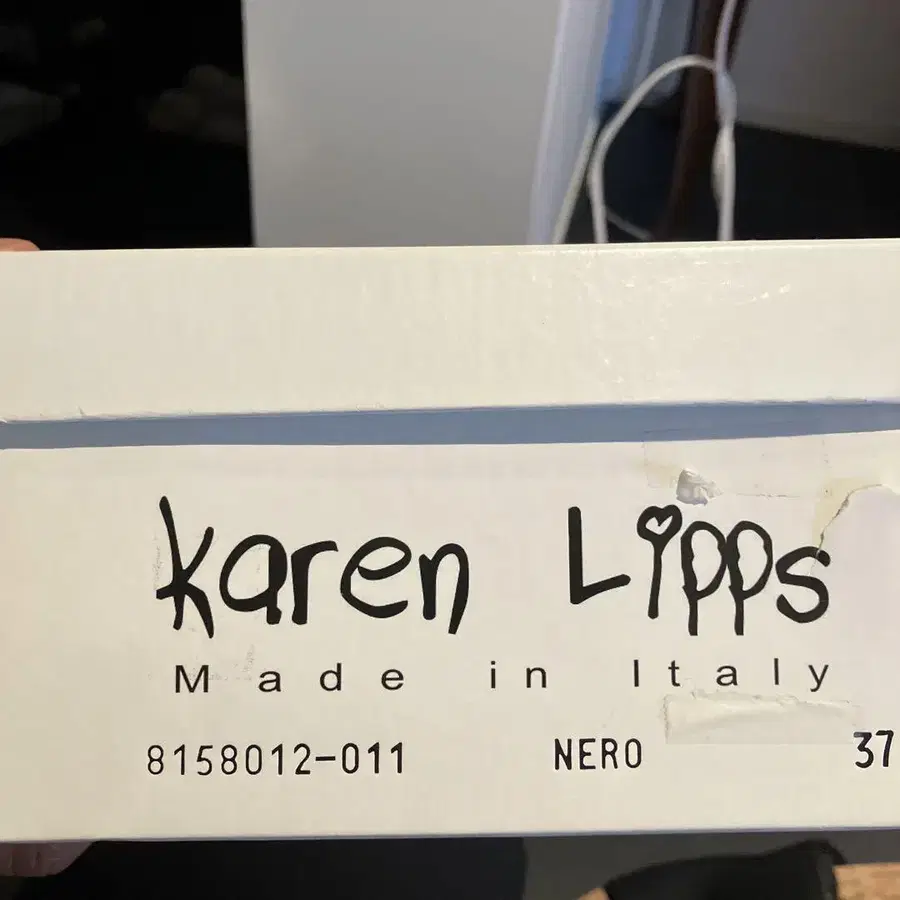 Karen Lipps
Made in Italy
8158012-011 NERO 37